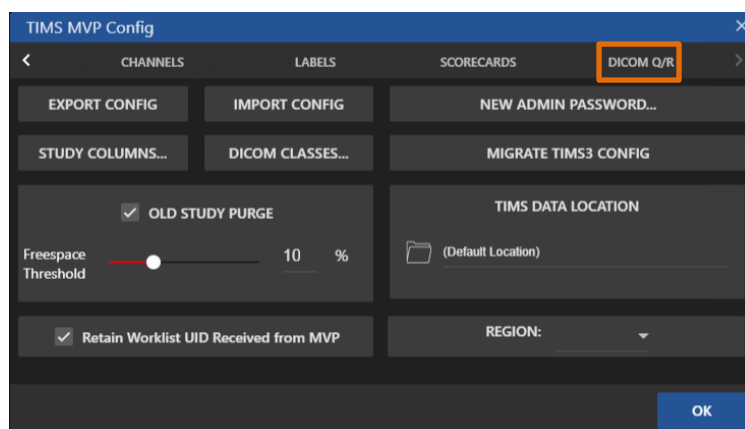 TIMS MVP Config
CHANNELS LABELS SCORECARDS DICOM Q/R
EXPORT CONFIG IMPORT CONFIG NEW ADMIN PASSWORD...
STUDY COLUMNS... DICOM CLASSES... MIGRATE TIMS3 CONFIG
OLD STUDY PURGE
Freespace
Threshold
10 %
TIMS DATA LOCATION
(Default Location)
Retain Worklist UID Received from MVP
REGION:
OK